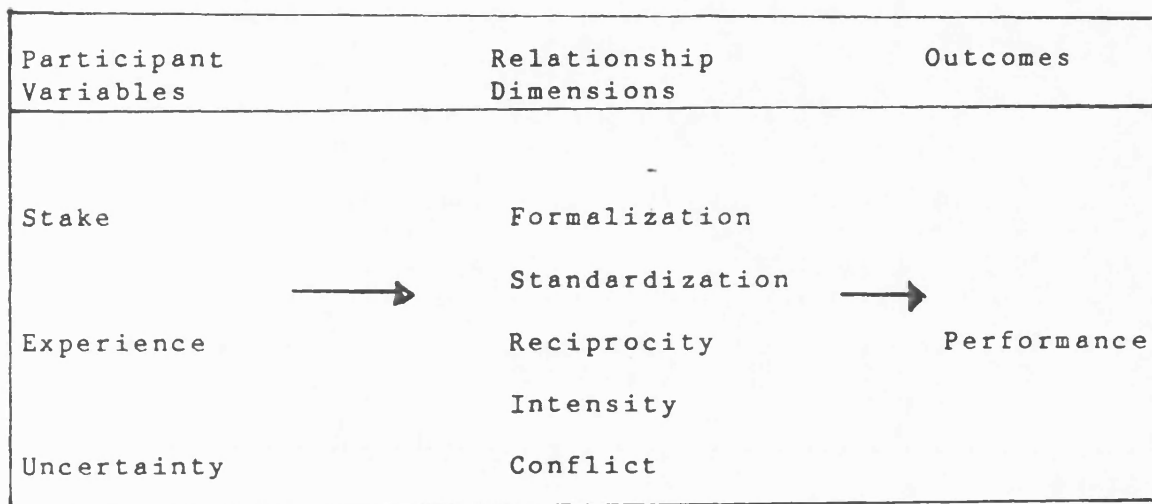 Participant Relationship Outcomes
Variables Dimensions
Stake Formalization
Standardization
Experience Reciprocity Performance
Intensity
Uncertainty Conflict